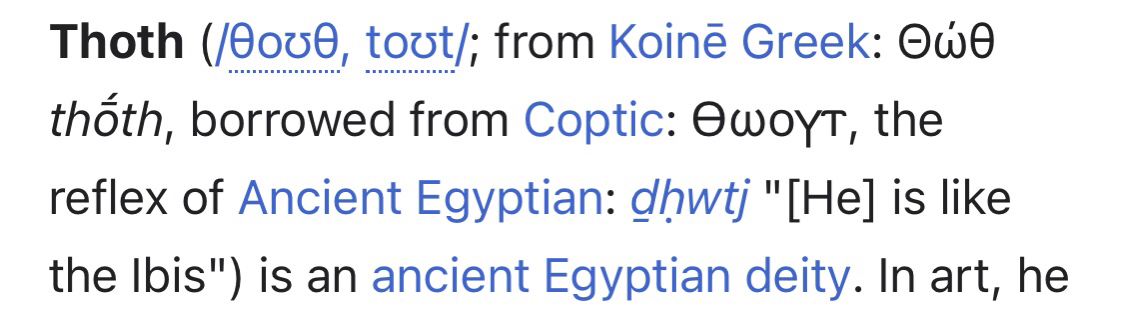 Thoth (/θoʊθ, toʊt/; from Koinē Greek: Θώθ
thṓth, borrowed from Coptic: Ⲑⲱⲟⲩⲧ, the
reflex of Ancient Egyptian: ḏḥwtj "[He] is like
the Ibis") is an ancient Egyptian deity. In art, he